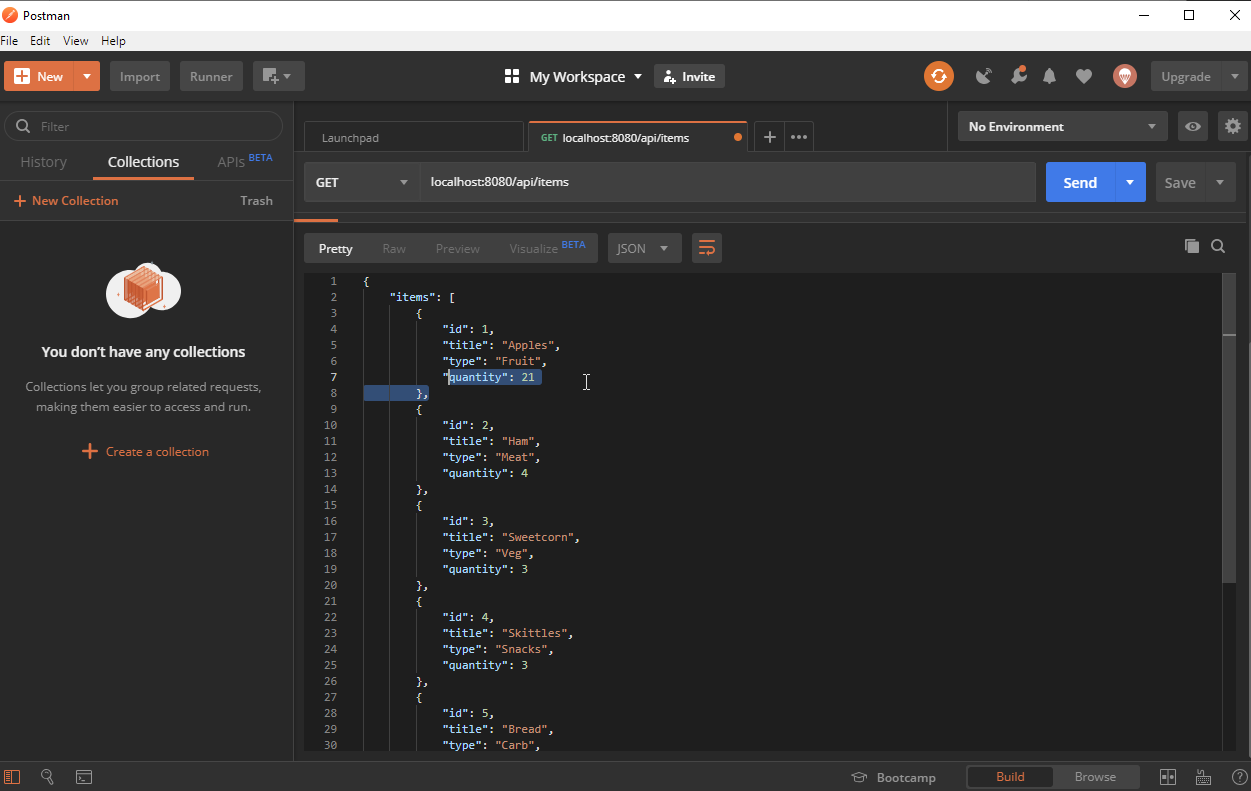 Postman
File Edit View Help
New Import Runner My Workspace Invite Upgrade
Filter
History Collections APIs BETA
New Collection Trash
You don't have any collections
Collections let you group related requests,
making them easier to access and run.
Create a collection
Launchpad GET localhost:8080/api/items No Environment
GET localhost:8080/api/items Send Save
Pretty Raw Preview Visualize BETA JSON
1 {
2 "items": [
3 {
4 "id": 1,
5 "title": "Apples",
6 "type": "Fruit",
7 "quantity": 21
8 },
9 {
10 "id": 2,
11 "title": "Ham",
12 "type": "Meat",
13 "quantity": 4
14 },
15 {
16 "id": 3,
17 "title": "Sweetcorn",
18 "type": "Veg",
19 "quantity": 3
20 },
21 {
22 "id": 4,
23 "title": "Skittles",
24 "type": "Snacks",
25 "quantity": 3
26 },
27 {
28 "id": 5,
29 "title": "Bread",
30 "type": "Carb",
Bootcamp Build Browse